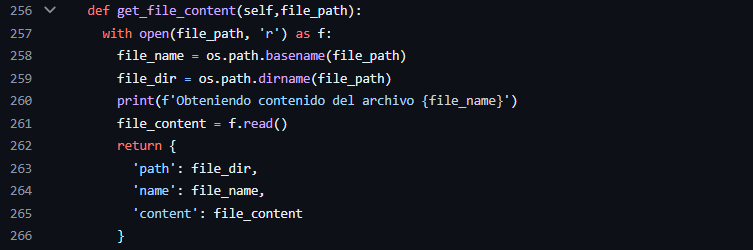 256 def get_file_content(self,file_path):
257 with open(file_path, 'r') as f:
258 file_name = os.path.basename(file_path)
259 file_dir = os.path.dirname(file_path)
260 print(f'Obteniendo contenido del archivo {file_name}')
261 file_content = f.read()
262 return {
263 'path': file_dir,
264 'name': file_name,
265 'content': file_content
266 }